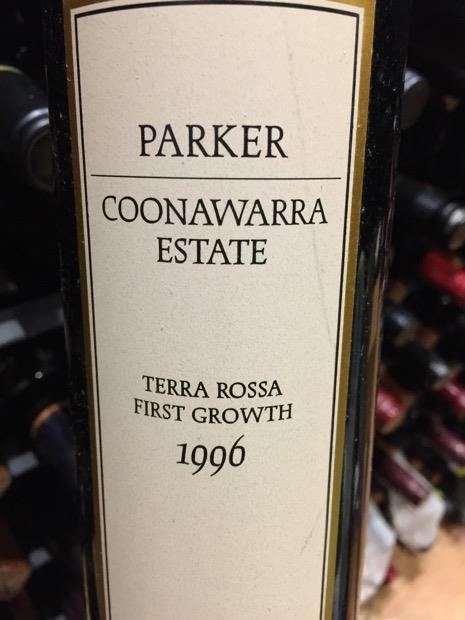 PARKER
COONAWARRA
ESTATE
TERRA ROSSA
FIRST GROWTH
1996